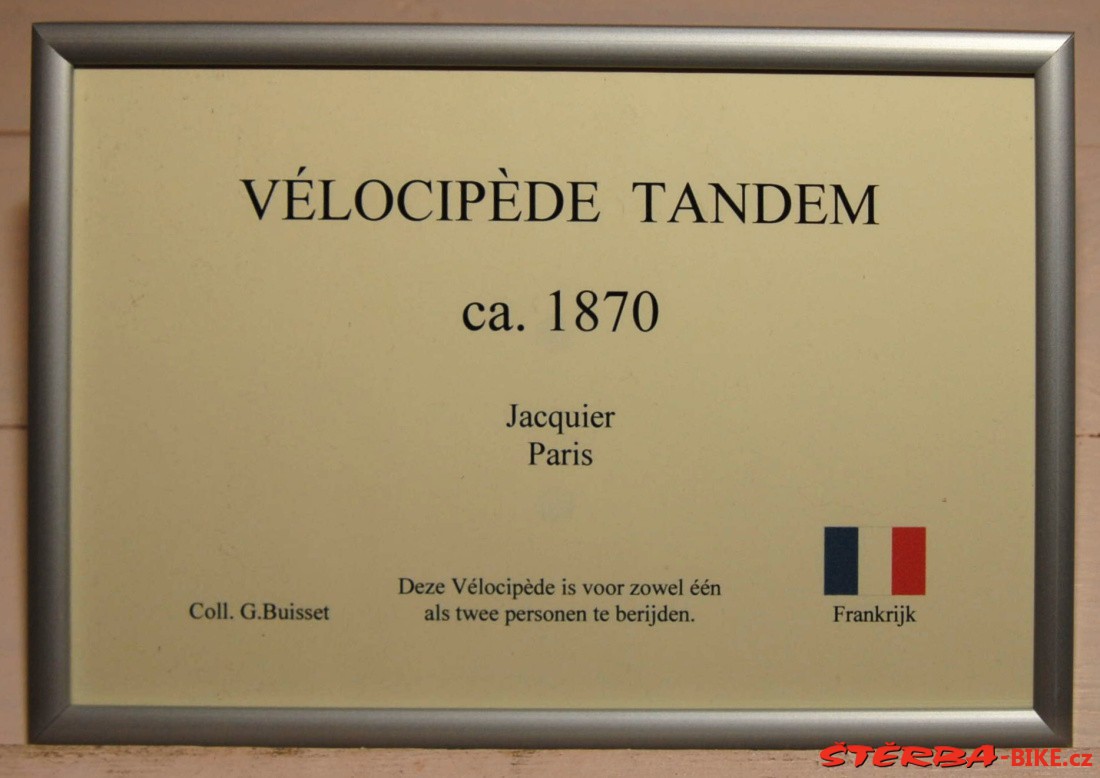 VÉLOCIPÈDE TANDEM
ca. 1870
Jacquier
Paris
Coll. G.Buisset
Deze Vélocipède is voor zowel één
als twee personen te berijden.
Frankrijk
ŠTĚRBA-BIKE.cz